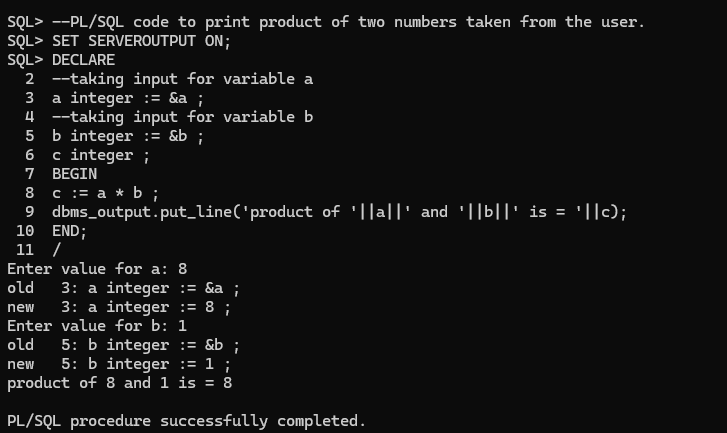 SQL> --PL/SQL code to print product of two numbers taken from the user.
SQL> SET SERVEROUTPUT ON;
SQL> DECLARE
  2  --taking input for variable a
  3  a integer := &a ;
  4  --taking input for variable b
  5  b integer := &b ;
  6  c integer ;
  7  BEGIN
  8  c := a * b ;
  9  dbms_output.put_line('product of '||a||' and '||b||' is = '||c);
 10  END;
 11  /
Enter value for a: 8
old   3: a integer := &a ;
new   3: a integer := 8 ;
Enter value for b: 1
old   5: b integer := &b ;
new   5: b integer := 1 ;
product of 8 and 1 is = 8

PL/SQL procedure successfully completed.